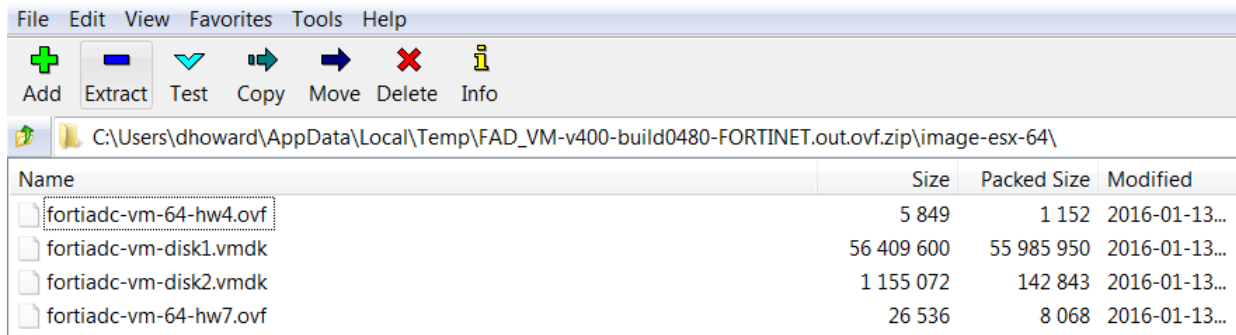 File Edit View Favorites Tools Help
Add Extract Test Copy Move Delete Info
C:\Users\dhoward\AppData\Local\Temp\FAD_VM-v400-build0480-FORTINET.out.ovf.zip\image-esx-64\
Name Size Packed Size Modified
fortiadc-vm-64-hw4.ovf 5 849 1 152 2016-01-13...
fortiadc-vm-disk1.vmdk 56 409 600 55 985 950 2016-01-13...
fortiadc-vm-disk2.vmdk 1 155 072 142 843 2016-01-13...
fortiadc-vm-64-hw7.ovf 26 536 8 068 2016-01-13...